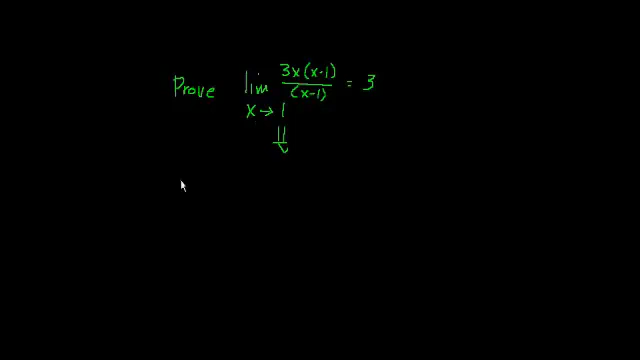 Prove lim 3x(x-1)/(x-1) = 3
x → 1
⇓